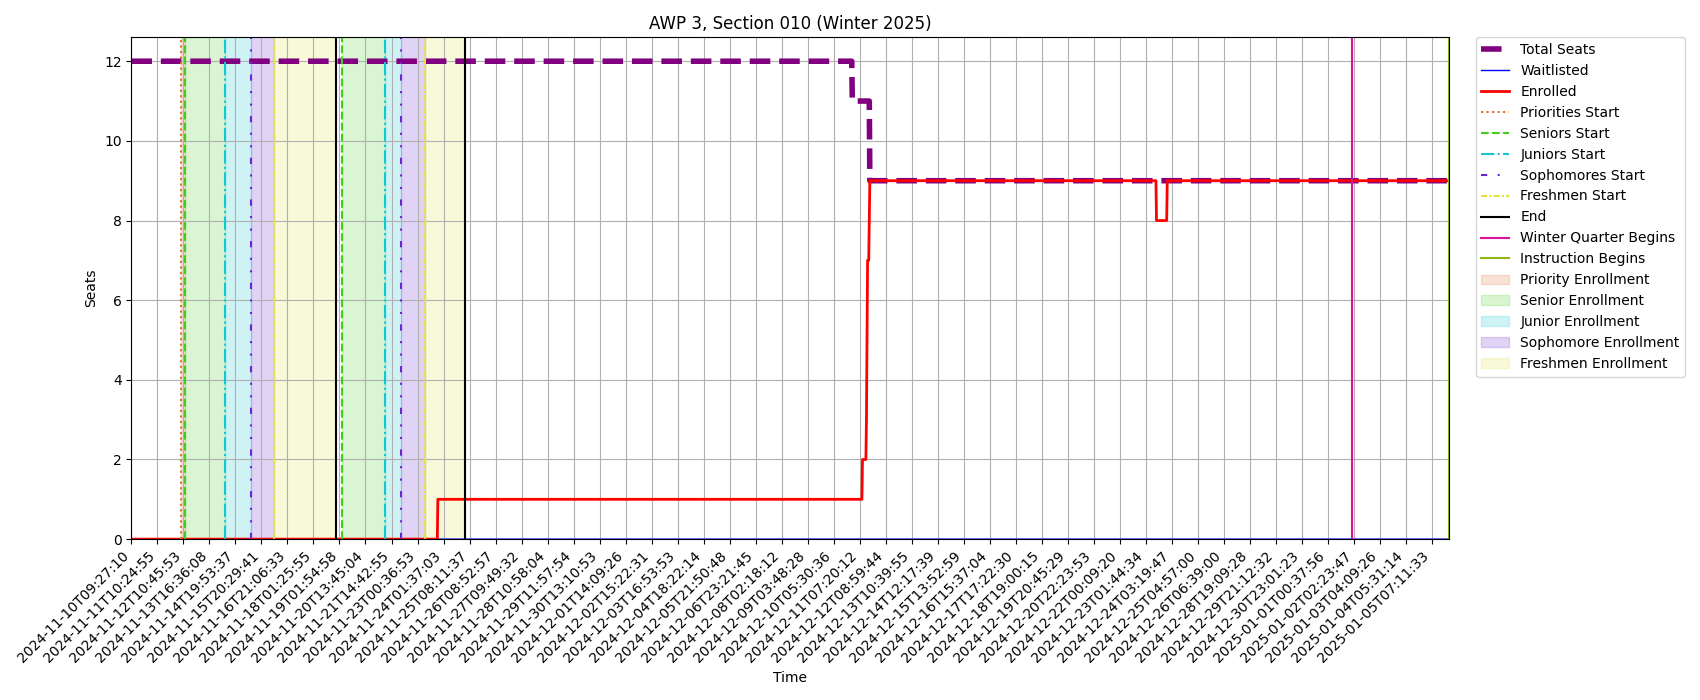 AWP 3, Section 010 (Winter 2025)
Seats
12
10
8
6
4
2
0
2024-11-10T09:27:10
2024-11-11T10:24:55
2024-11-12T10:45:53
2024-11-13T16:36:08
2024-11-14T19:53:37
2024-11-15T20:29:41
2024-11-16T21:06:33
2024-11-18T01:25:55
2024-11-19T01:54:58
2024-11-20T13:45:04
2024-11-21T14:42:55
2024-11-23T00:36:53
2024-11-24T01:37:03
2024-11-25T08:11:37
2024-11-26T08:52:57
2024-11-27T09:49:32
2024-11-28T10:58:04
2024-11-29T11:57:54
2024-11-30T13:10:53
2024-12-01T14:09:26
2024-12-02T15:22:31
2024-12-03T16:53:53
2024-12-04T18:22:14
2024-12-05T21:50:48
2024-12-06T23:21:45
2024-12-08T02:18:12
2024-12-09T03:48:28
2024-12-10T05:30:36
2024-12-11T07:20:12
2024-12-12T08:59:44
2024-12-13T10:39:55
2024-12-14T12:17:39
2024-12-15T13:52:59
2024-12-16T15:37:04
2024-12-17T17:22:30
2024-12-18T19:00:15
2024-12-19T20:45:29
2024-12-20T22:23:53
2024-12-22T00:09:20
2024-12-23T01:44:34
2024-12-24T03:19:47
2024-12-25T04:57:00
2024-12-26T06:39:00
2024-12-28T19:09:28
2024-12-29T21:12:32
2024-12-30T23:01:23
2025-01-01T00:37:56
2025-01-02T02:23:47
2025-01-03T04:09:26
2025-01-04T05:31:14
2025-01-05T07:11:33
Time
Total Seats
Waitlisted
Enrolled
Priorities Start
Seniors Start
Juniors Start
Sophomores Start
Freshmen Start
End
Winter Quarter Begins
Instruction Begins
Priority Enrollment
Senior Enrollment
Junior Enrollment
Sophomore Enrollment
Freshmen Enrollment